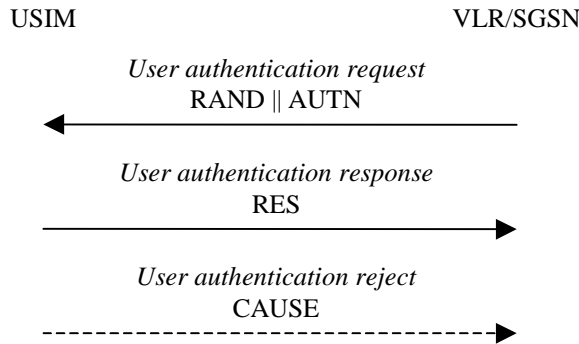 USIM VLR/SGSN
User authentication request
RAND || AUTN
User authentication response
RES
User authentication reject
CAUSE